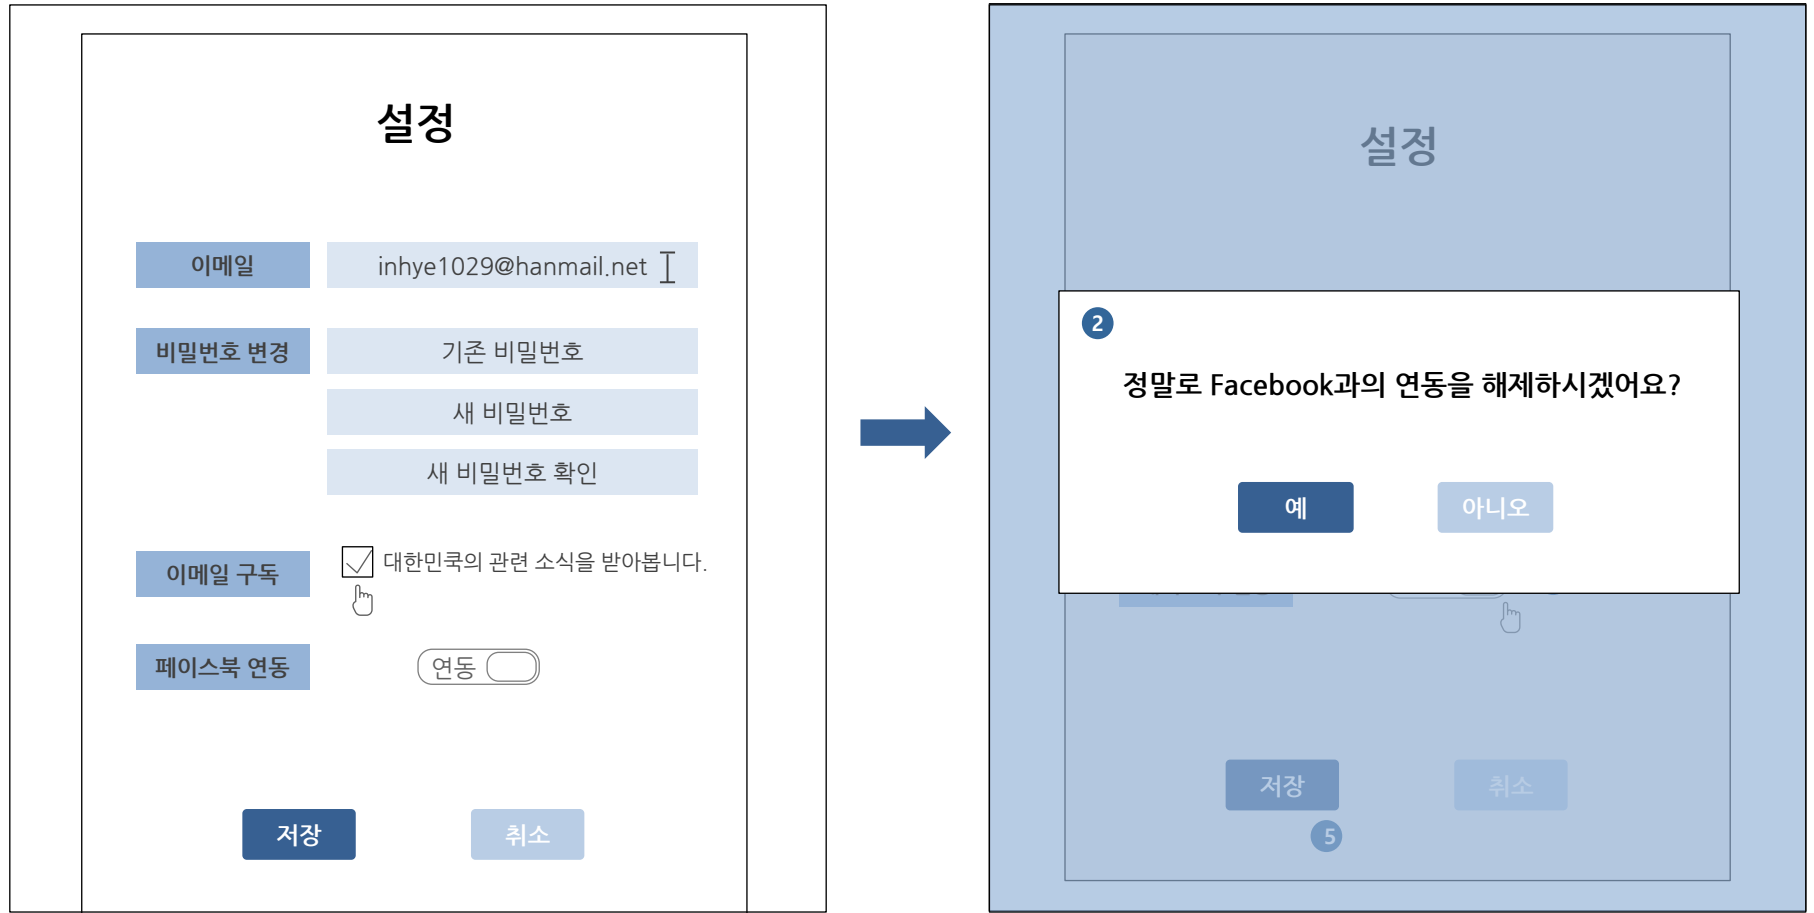 설정
이메일
inhye1029@hanmail.net
비밀번호 변경
기존 비밀번호
새 비밀번호
새 비밀번호 확인
이메일 구독
대한민쿡의 관련 소식을 받아봅니다.
페이스북 연동
연동
저장
취소
설정
2
정말로 Facebook과의 연동을 해제하시겠어요?
예
아니오
저장
취소
5